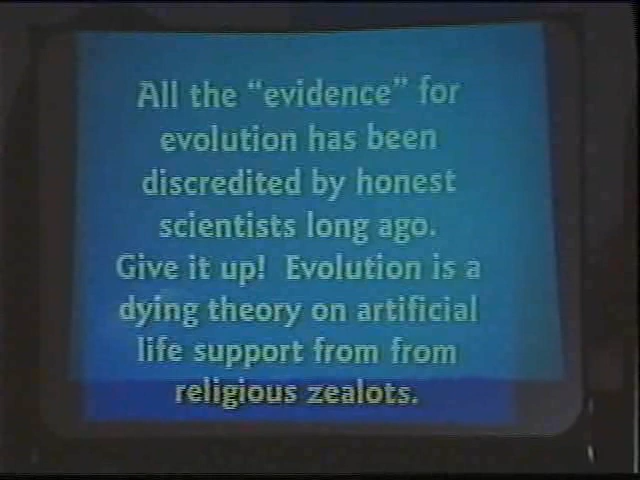 All the “evidence” for
evolution has been
discredited by honest
scientists long ago.
Give it up!  Evolution is a
dying theory on artificial
life support from from
religious zealots.